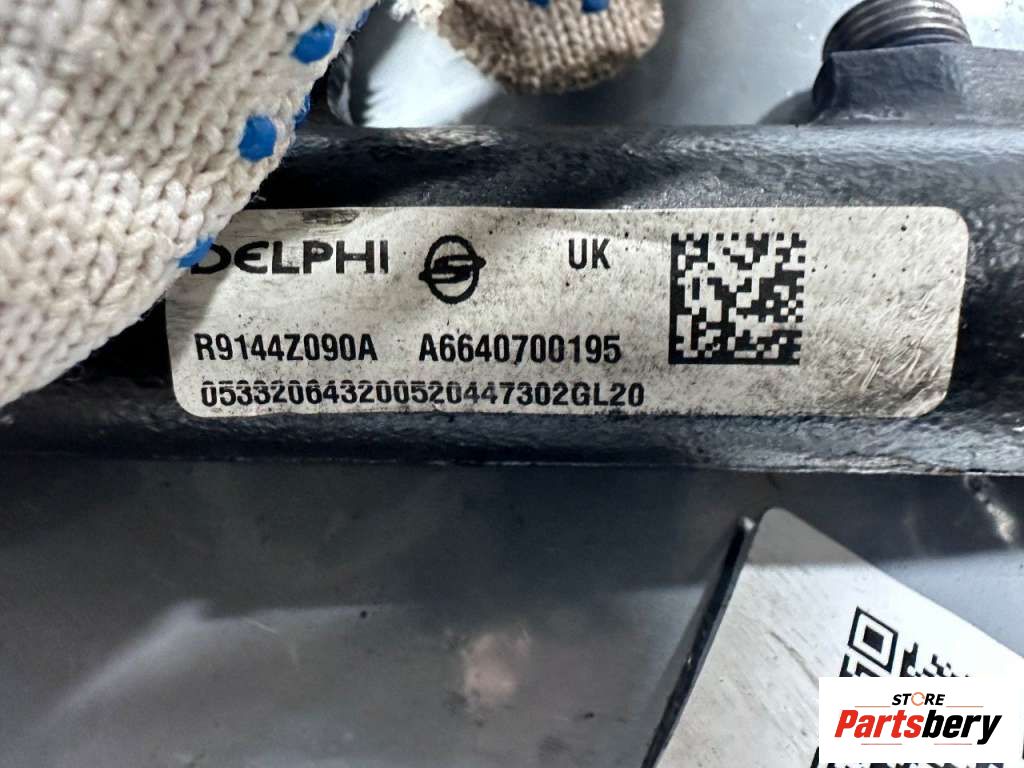 DELPHI UK
R9144Z090A A6640700195
05332064320052044 7302GL20
STORE
Partsbery